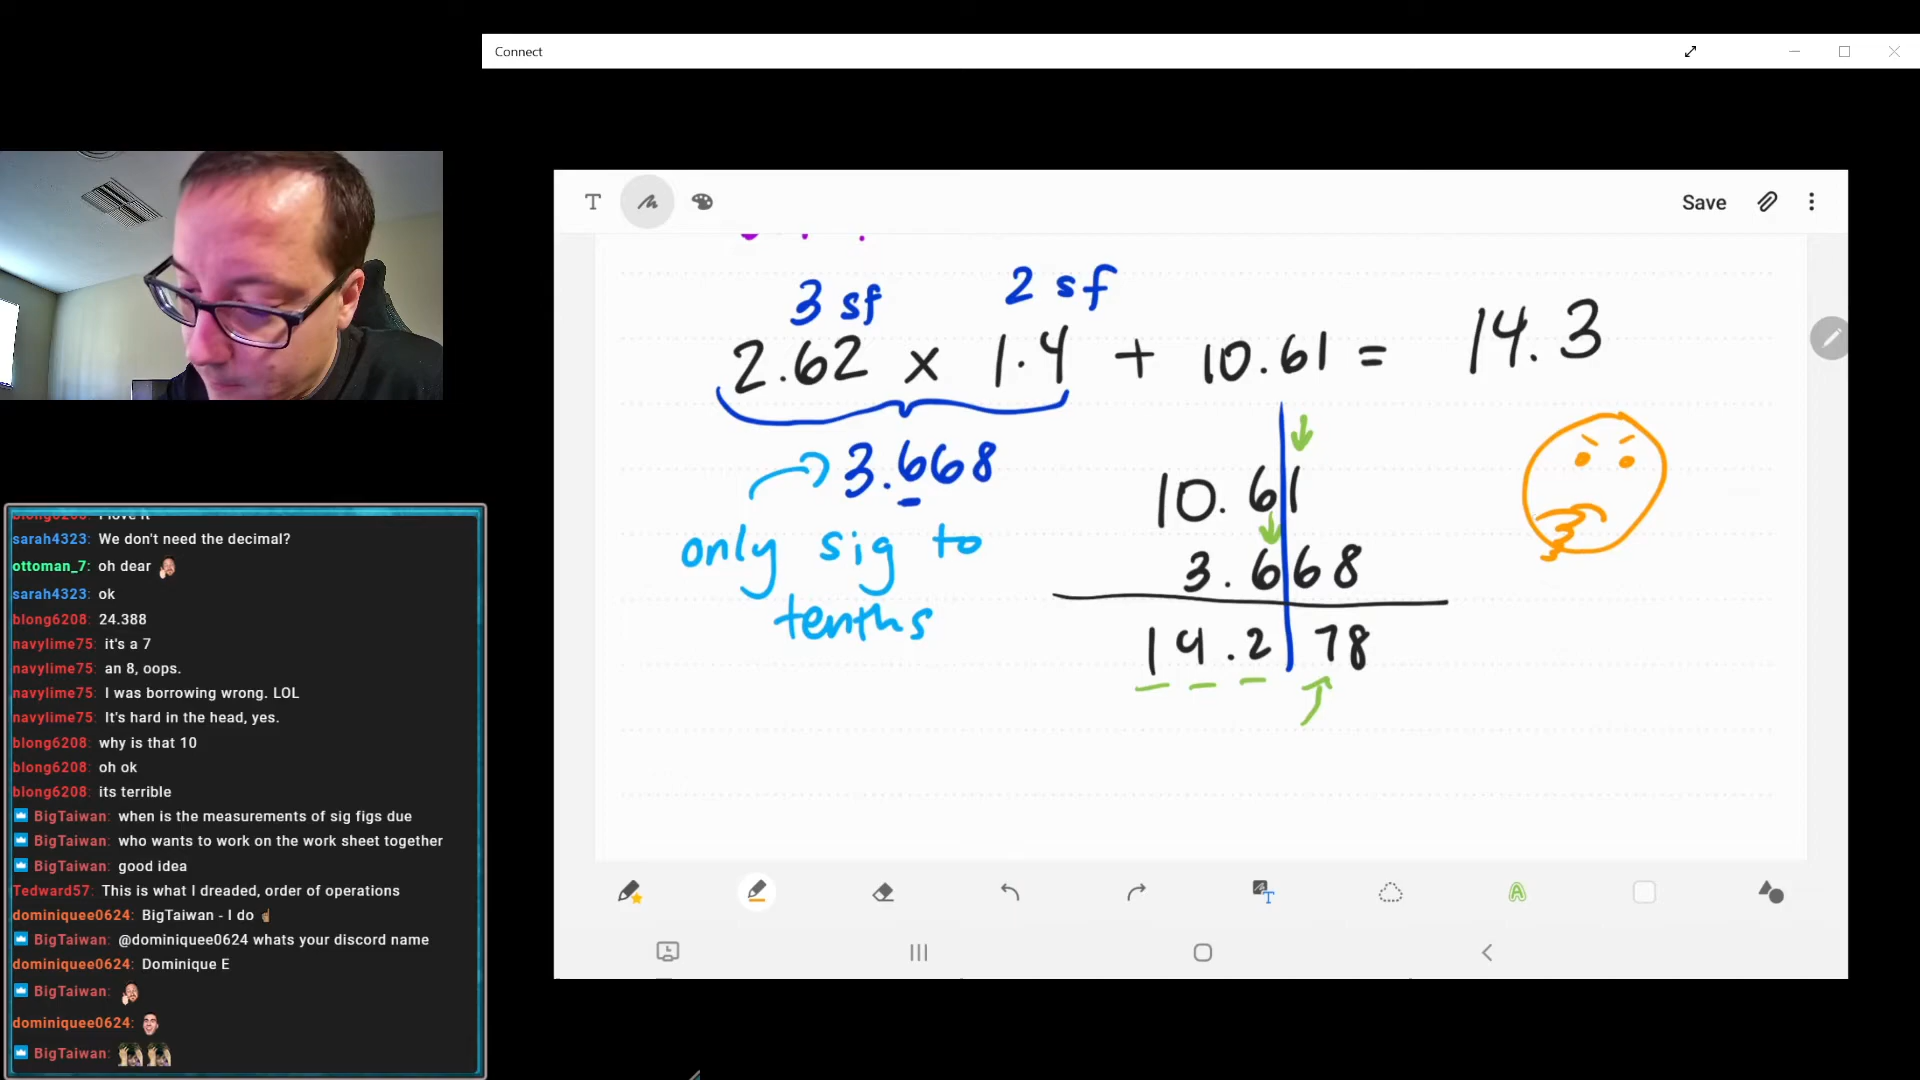 Connect
T
Save
3 sf
2 sf
2.62 x 1.4 + 10.61 = 14.3
3.668
only sig to
tenths
10.61
3.668
14.278
sarah4323: We don't need the decimal?
ottoman_7: oh dear
sarah4323: ok
blong6208: 24.388
navylime75: it's a 7
navylime75: an 8, oops.
navylime75: I was borrowing wrong. LOL
navylime75: It's hard in the head, yes.
blong6208: why is that 10
blong6208: oh ok
blong6208: its terrible
BigTaiwan: when is the measurements of sig figs due
BigTaiwan: who wants to work on the work sheet together
BigTaiwan: good idea
Tedward57: This is what I dreaded, order of operations
dominiquee0624: BigTaiwan - I do ☝🏾
BigTaiwan: @dominiquee0624 whats your discord name
dominiquee0624: Dominique E
BigTaiwan:
dominiquee0624:
BigTaiwan: